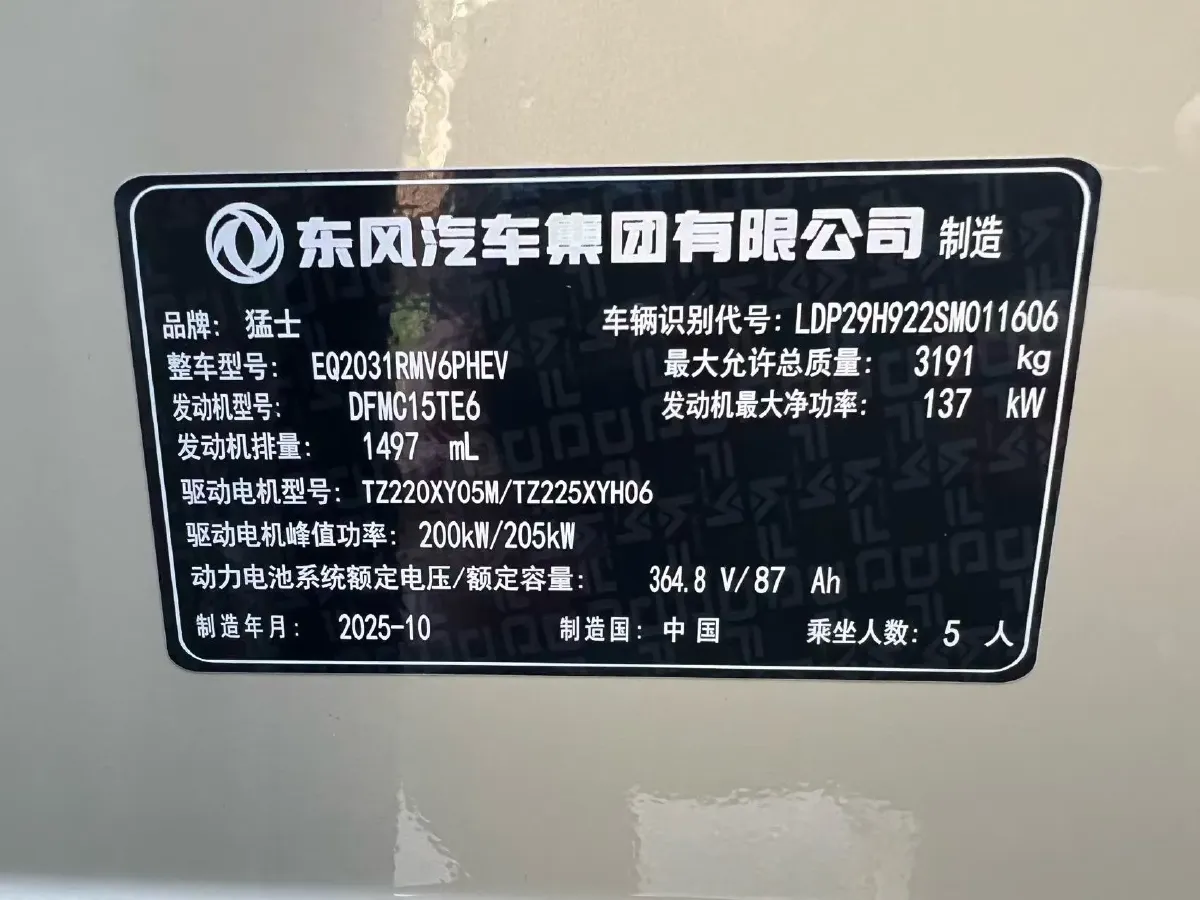 东风汽车集团有限公司 制造
品牌: 猛士 车辆识别代号: LDP29H922SM011606
整车型号: EQ2031RMV6PHEV 最大允许总质量: 3191 kg
发动机型号: DFMC15TE6 发动机最大净功率: 137 kW
发动机排量: 1497 mL
驱动电机型号: TZ220XY05M/TZ225XYH06
驱动电机峰值功率: 200kW/205kW
动力电池系统额定电压/额定容量: 364.8 V/87 Ah
制造年月: 2025-10 制造国: 中国 乘坐人数: 5 人